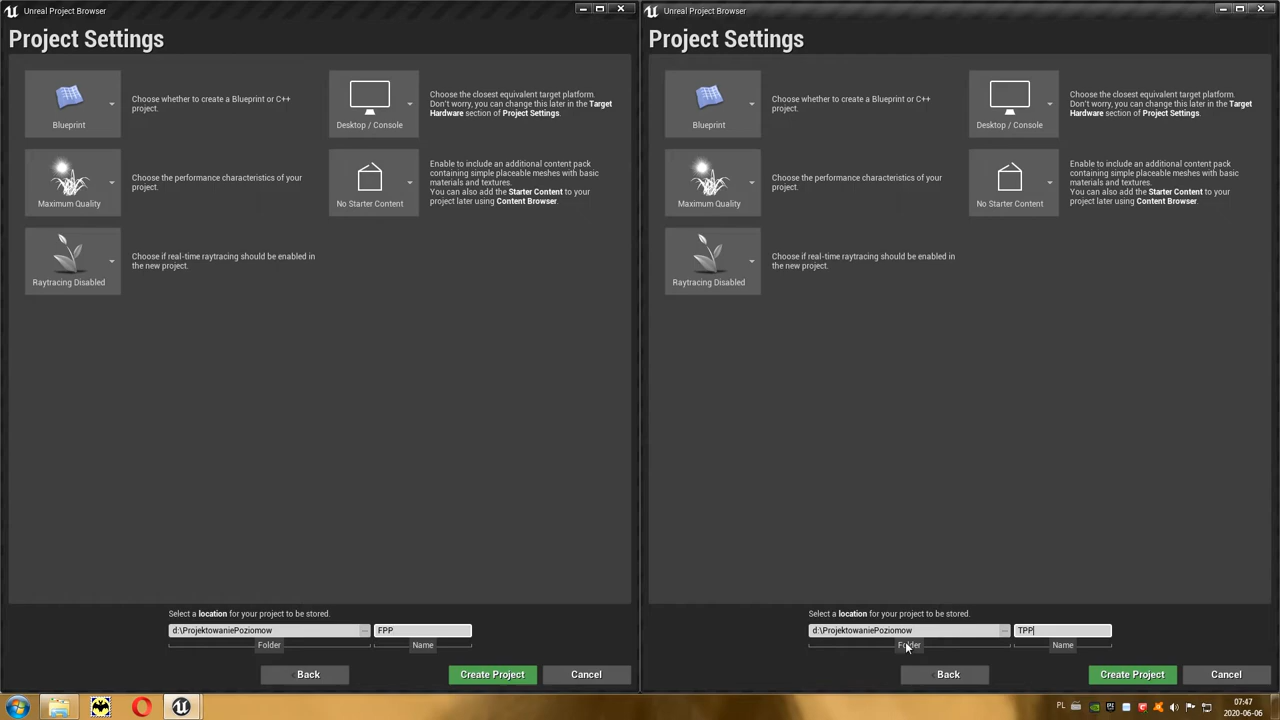 Unreal Project Browser
Project Settings
Blueprint
Choose whether to create a Blueprint or C++
project.
Desktop / Console
Choose the closest equivalent target platform.
Don't worry, you can change this later in the Target
Hardware section of Project Settings.
Maximum Quality
Choose the performance characteristics of your
project.
No Starter Content
Enable to include an additional content pack
containing simple placeable meshes with basic
materials and textures.
You can also add the Starter Content to your
project later using Content Browser.
Raytracing Disabled
Choose if real-time raytracing should be enabled in
the new project.
Select a location for your project to be stored.
d:\ProjektowaniePoziomow
...
FPP
Folder
Name
Back
Create Project
Cancel
Unreal Project Browser
Project Settings
Blueprint
Choose whether to create a Blueprint or C++
project.
Desktop / Console
Choose the closest equivalent target platform.
Don't worry, you can change this later in the Target
Hardware section of Project Settings.
Maximum Quality
Choose the performance characteristics of your
project.
No Starter Content
Enable to include an additional content pack
containing simple placeable meshes with basic
materials and textures.
You can also add the Starter Content to your
project later using Content Browser.
Raytracing Disabled
Choose if real-time raytracing should be enabled in
the new project.
Select a location for your project to be stored.
d:\ProjektowaniePoziomow
...
TPP
Folder
Name
Back
Create Project
Cancel
PL
07:47
2020-06-06